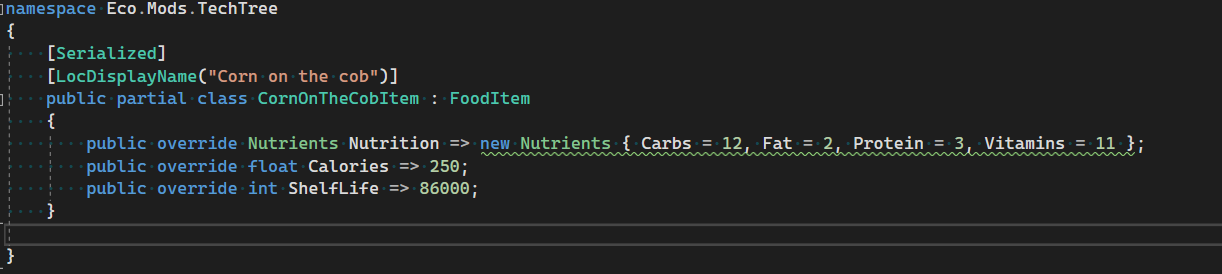 namespace Eco.Mods.TechTree
{
[Serialized]
[LocDisplayName("Corn on the cob")]
public partial class CornOnTheCobItem : FoodItem
{
public override Nutrients Nutrition => new Nutrients { Carbs = 12, Fat = 2, Protein = 3, Vitamins = 11 };
public override float Calories => 250;
public override int ShelfLife => 86000;
}
}